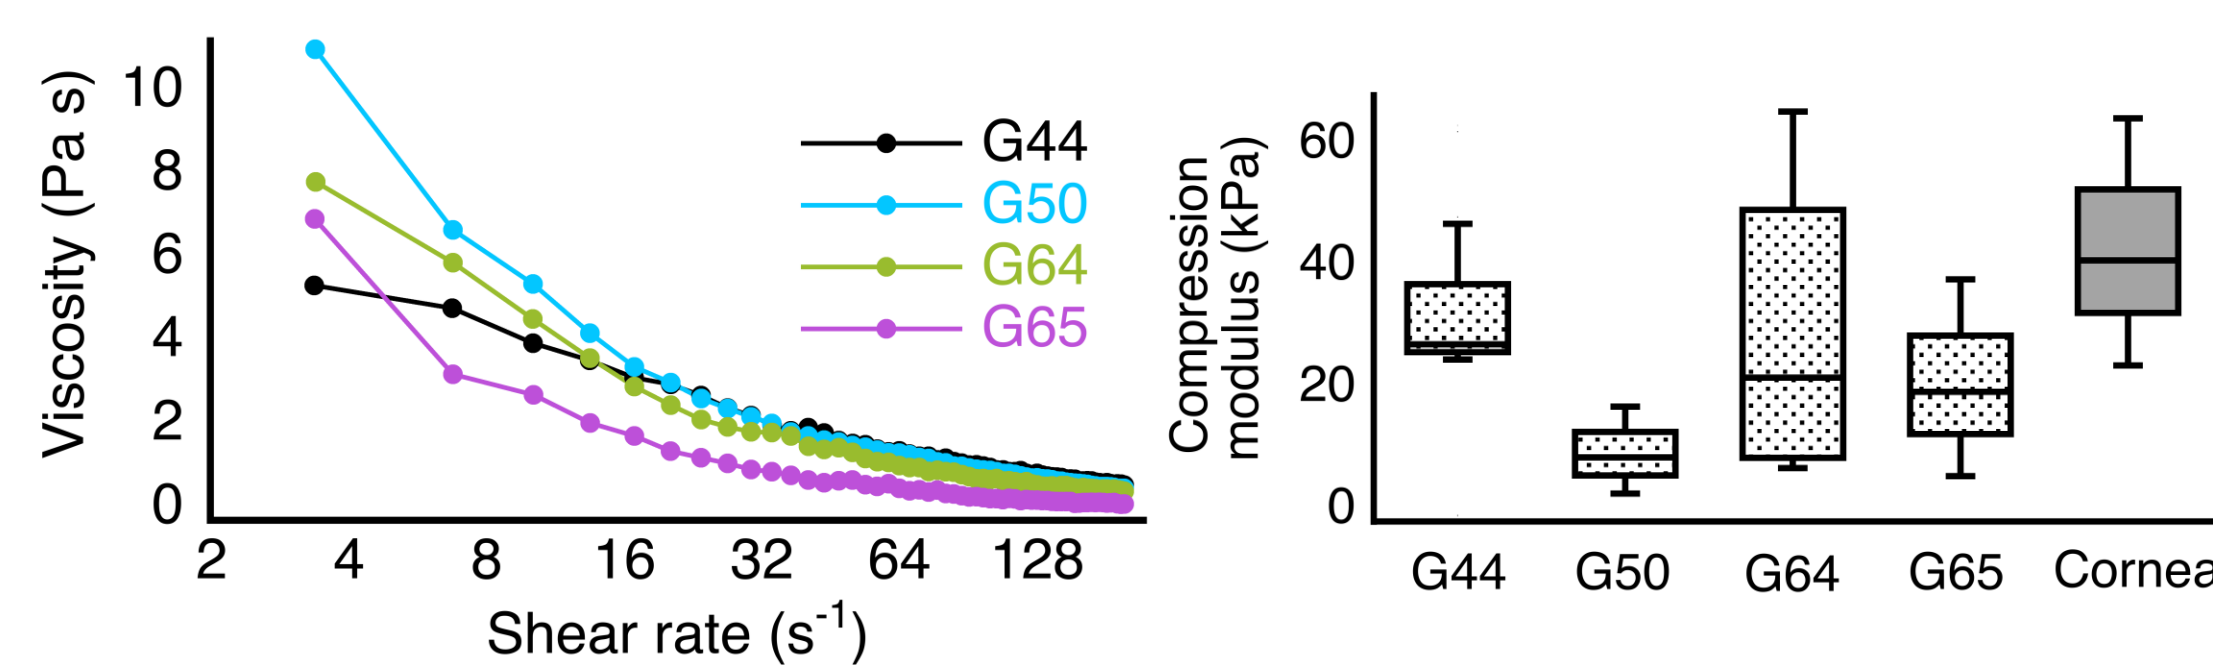 Viscosity (Pa s)
10
8
6
4
2
0
2 4 8 16 32 64 128
Shear rate (s⁻¹)
G44
G50
G64
G65
Compression
modulus (kPa)
60
40
20
0
G44 G50 G64 G65 Cornea